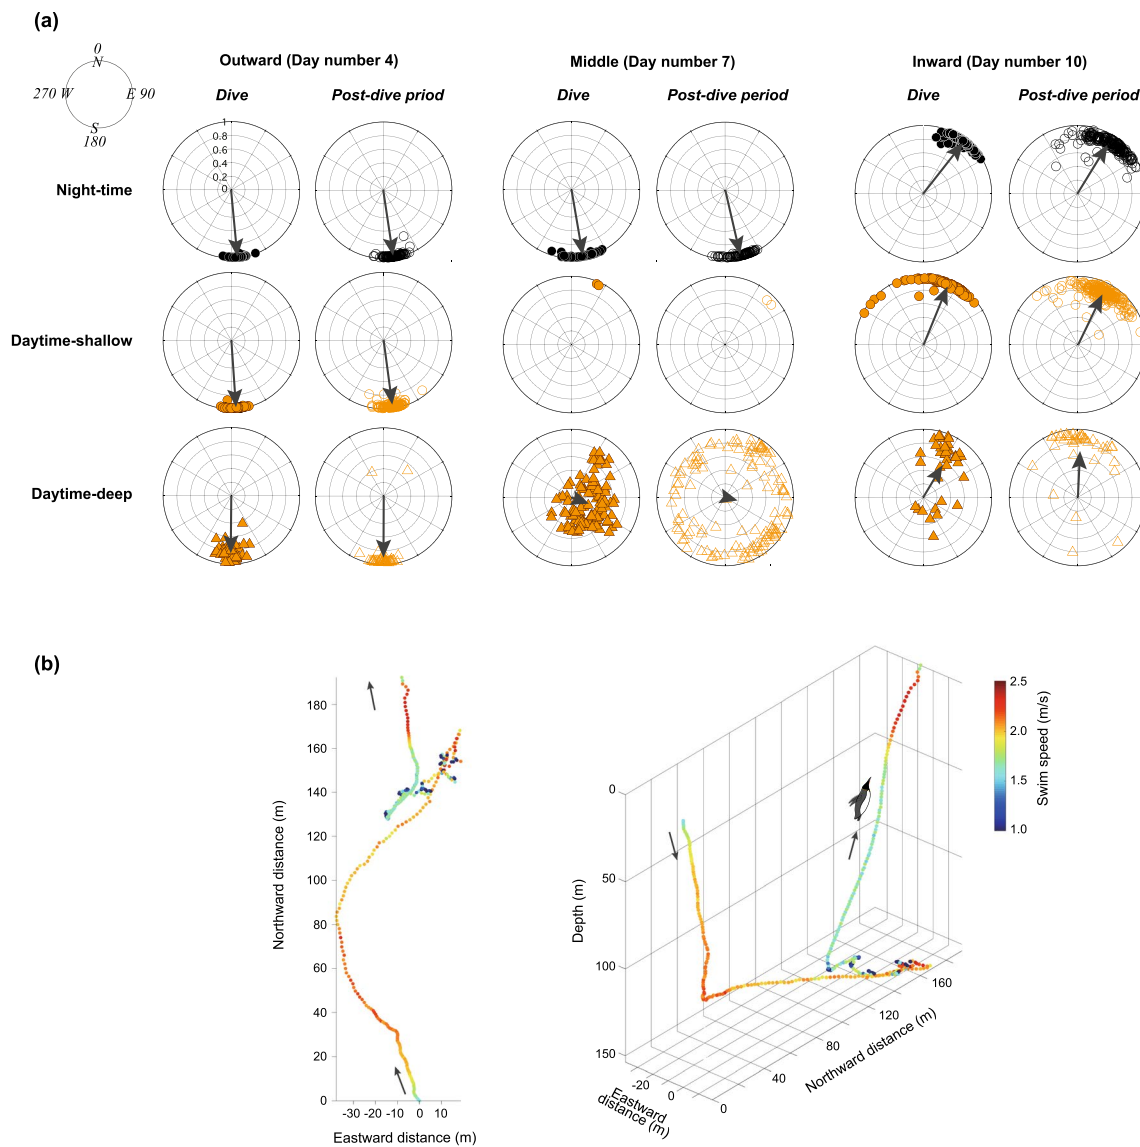 (a)
0
N
270 W E 90
S
180
Outward (Day number 4) Middle (Day number 7) Inward (Day number 10)
Dive Post-dive priod Dive Post-dive period Dive Post-dive period
1
0.8
0.6
0.4
0.2
0
Night-time
Daytime-shallow
Daytime-deep
(b)
180
160
140
120
100
80
60
40
20
0
Northward distance (m)
-30 -20 -10 0 10
Eastward distance (m)
0
50
100
150
Depth (m)
-20
0
Eastward
distance (m)
0
40
80
120
160
Northward distance (m)
2.5
2.0
1.5
1.0
Swim speed (m/s)